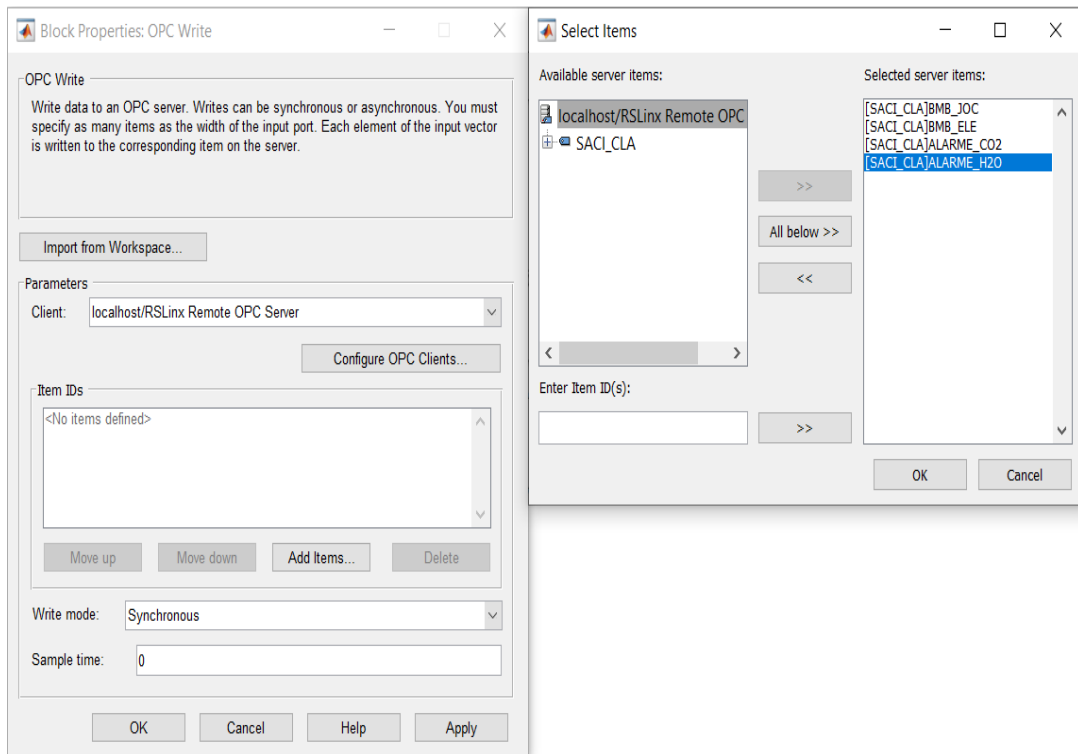 Block Properties: OPC Write
OPC Write
Write data to an OPC server. Writes can be synchronous or asynchronous. You must
specify as many items as the width of the input port. Each element of the input vector
is written to the corresponding item on the server.
Import from Workspace...
Parameters
Client: localhost/RSLinx Remote OPC Server
Configure OPC Clients...
Item IDs
<No items defined>
Move up Move down Add Items... Delete
Write mode: Synchronous
Sample time: 0
OK Cancel Help Apply
Select Items
Available server items:
localhost/RSLinx Remote OPC
SACI_CLA
>>
All below >>
<<
Enter Item ID(s):
>>
Selected server items:
[SACI_CLA]BMB_JOC
[SACI_CLA]BMB_ELE
[SACI_CLA]ALARME_CO2
[SACI_CLA]ALARME_H2O
OK Cancel